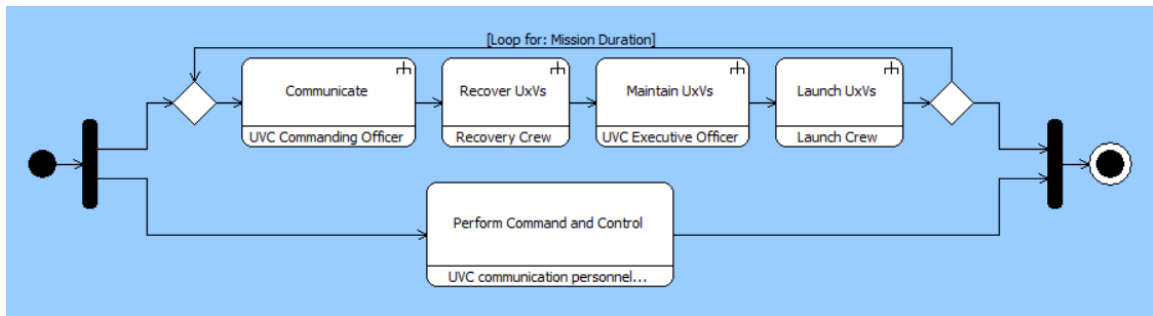 [Loop for: Mission Duration]
Communicate
UVC Commanding Officer
Recover UxVs
Recovery Crew
Maintain UxVs
UVC Executive Officer
Launch UxVs
Launch Crew
Perform Command and Control
UVC communication personnel...